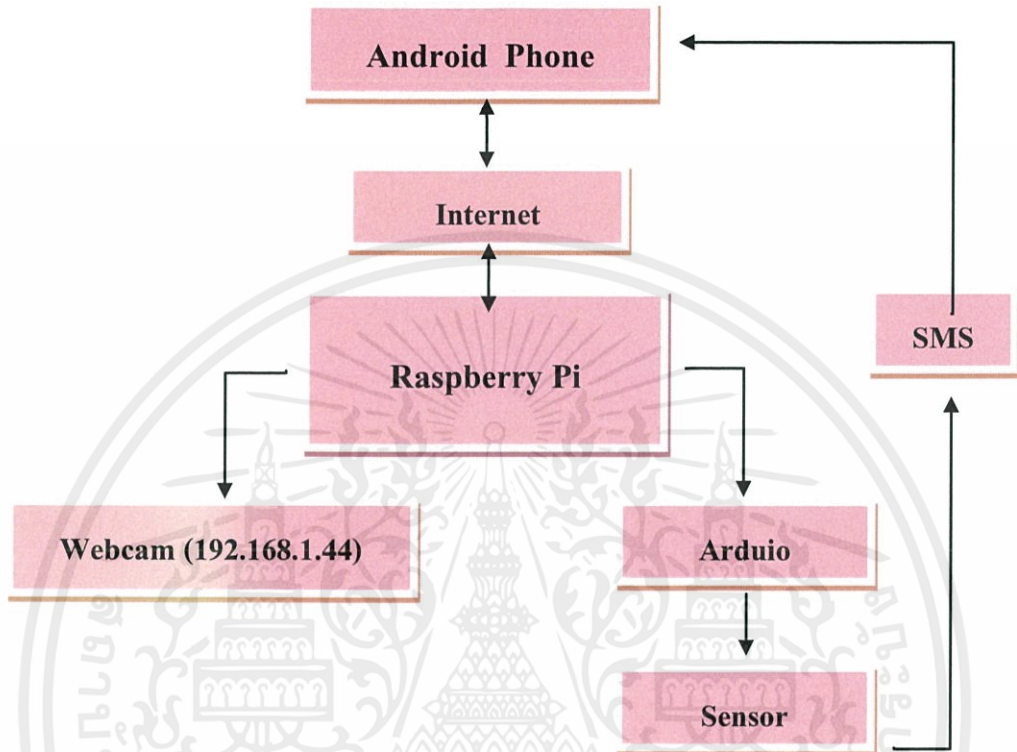 Android Phone
Internet
Raspberry Pi
SMS
Webcam (192.168.1.44)
Arduio
Sensor